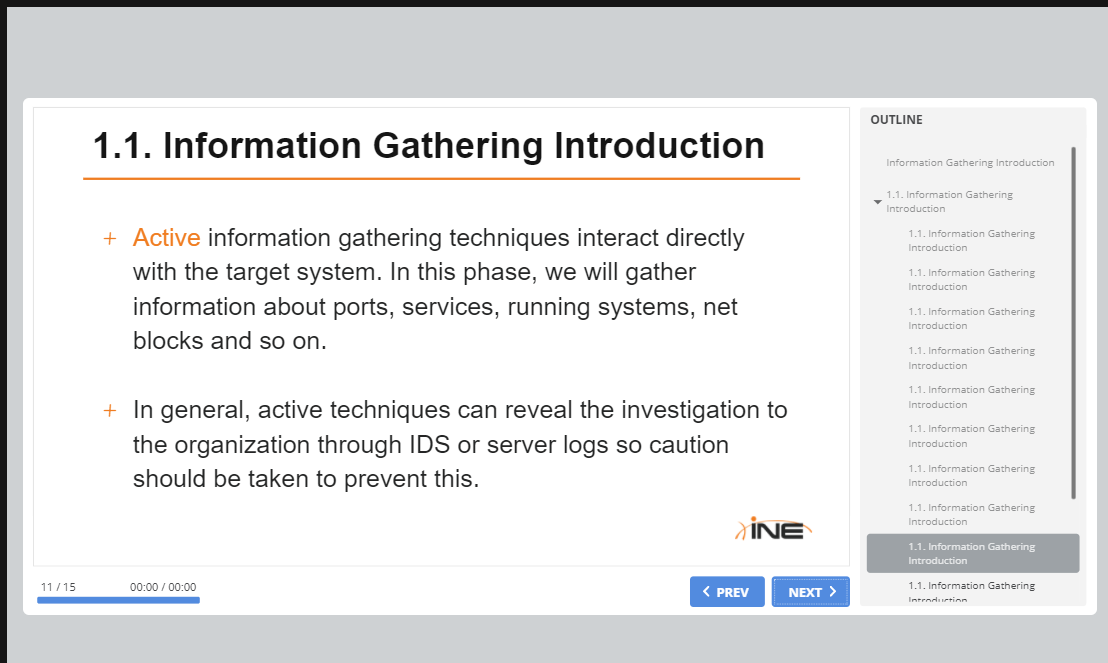 1.1. Information Gathering Introduction
+ Active information gathering techniques interact directly
with the target system. In this phase, we will gather
information about ports, services, running systems, net
blocks and so on.
+ In general, active techniques can reveal the investigation to
the organization through IDS or server logs so caution
should be taken to prevent this.
iNE
11 / 15
00:00 / 00:00
PREV
NEXT
OUTLINE
Information Gathering Introduction
1.1. Information Gathering
Introduction
1.1. Information Gathering
Introduction
1.1. Information Gathering
Introduction
1.1. Information Gathering
Introduction
1.1. Information Gathering
Introduction
1.1. Information Gathering
Introduction
1.1. Information Gathering
Introduction
1.1. Information Gathering
Introduction
1.1. Information Gathering
Introduction
1.1. Information Gathering
Introduction
1.1. Information Gathering
Introduction